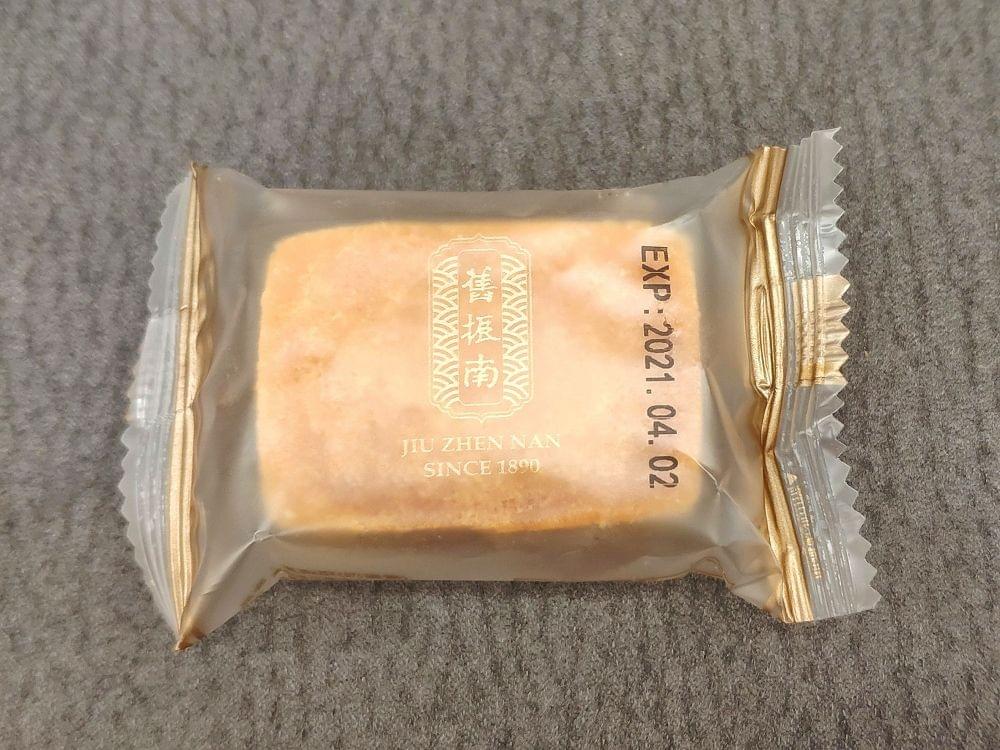 舊振南
JIU ZHEN NAN
SINCE 1890
EXP:2021.04.02